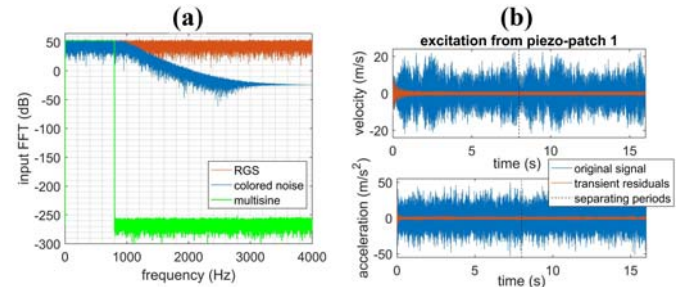 (a)
50
0
-50
-100
-150
-200
-250
-300
input FFT (dB)
RGS
colored noise
multisine
0
1000
2000
3000
4000
frequency (Hz)
(b)
excitation from piezo-patch 1
20
0
-20
velocity (m/s)
0
5
10
15
time (s)
original signal
transient residuals
separating periods
50
0
-50
acceleration (m/s²)
0
5
10
15
time (s)